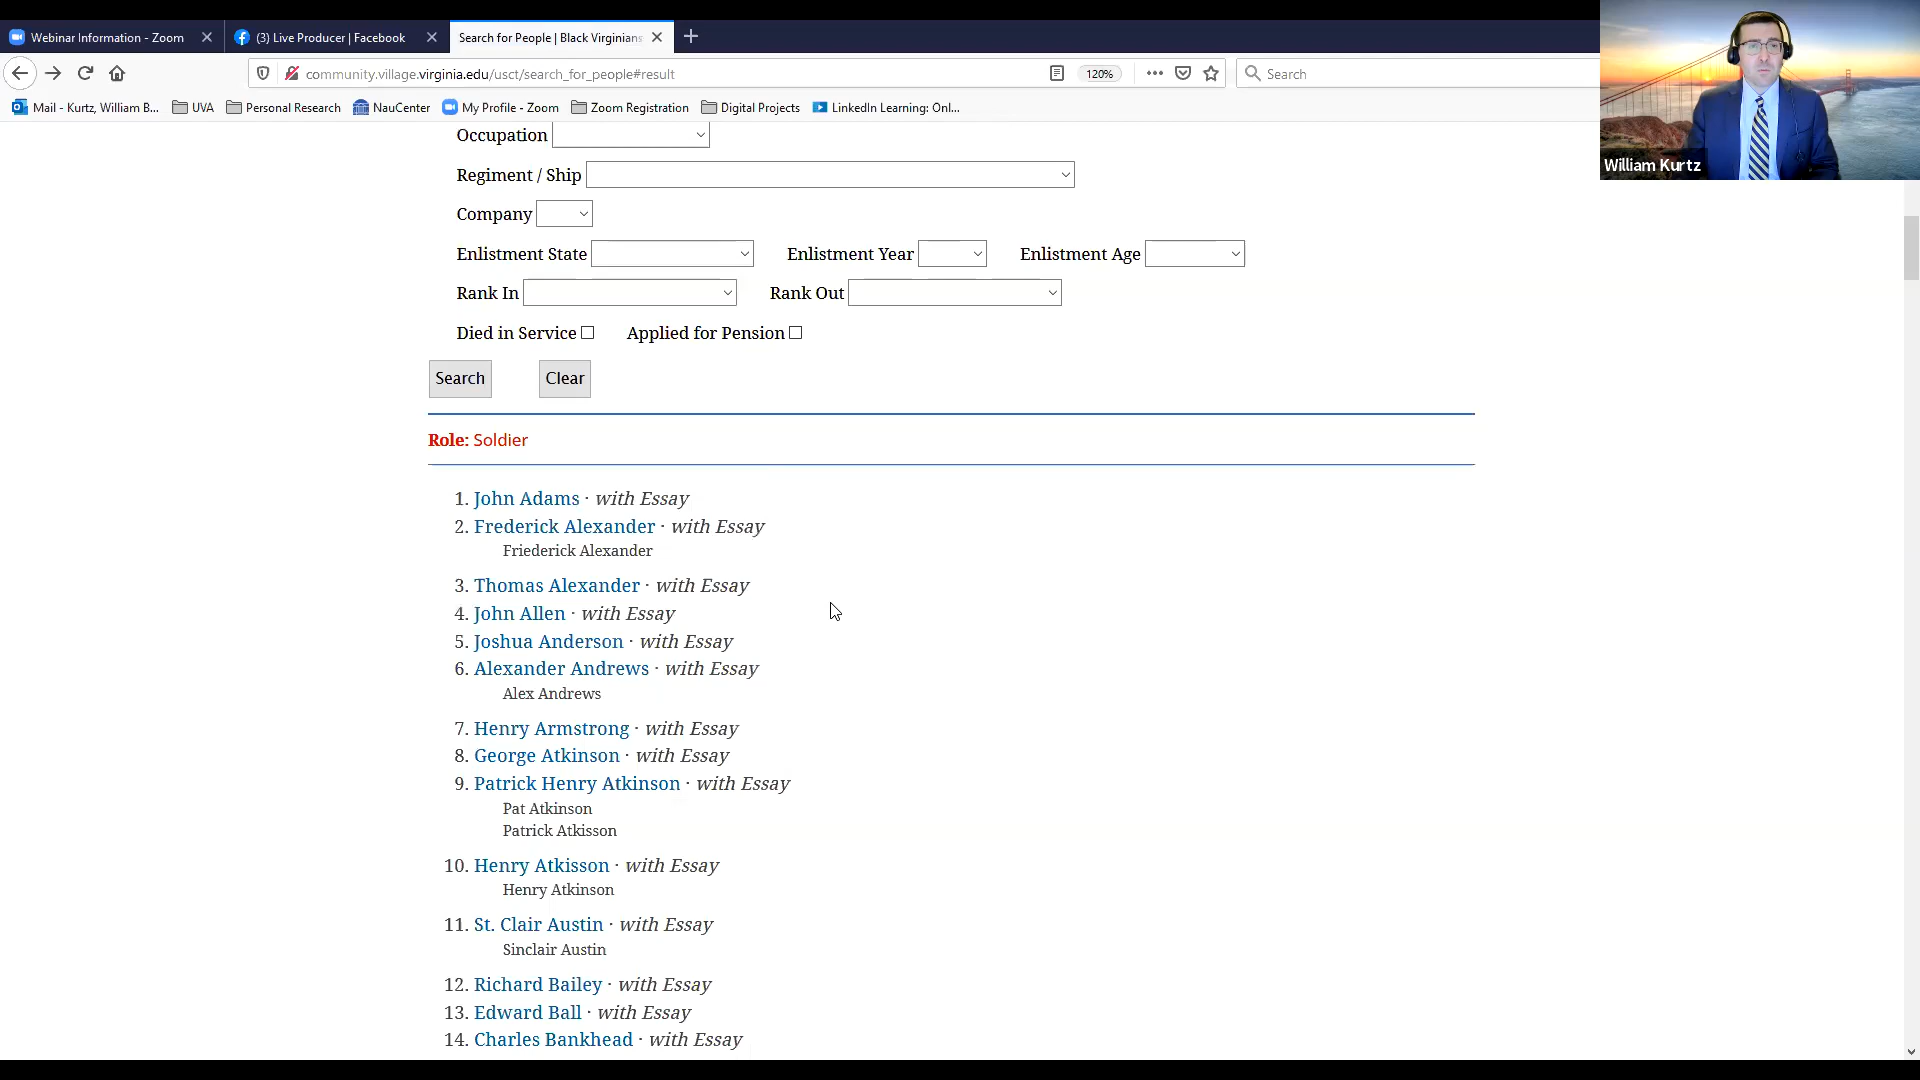 Webinar Information - Zoom
(3) Live Producer | Facebook
Search for People | Black Virginians
community.village.virginia.edu/usct/search_for_people#result
120%
Search
Mail - Kurtz, William B...
UVA
Personal Research
NauCenter
My Profile - Zoom
Zoom Registration
Digital Projects
LinkedIn Learning: Onl...
William Kurtz
Occupation
Regiment / Ship
Company
Enlistment State
Enlistment Year
Enlistment Age
Rank In
Rank Out
Died in Service
Applied for Pension
Search
Clear
Role: Soldier
1. John Adams · with Essay
2. Frederick Alexander · with Essay
Friederick Alexander
3. Thomas Alexander · with Essay
4. John Allen · with Essay
5. Joshua Anderson · with Essay
6. Alexander Andrews · with Essay
Alex Andrews
7. Henry Armstrong · with Essay
8. George Atkinson · with Essay
9. Patrick Henry Atkinson · with Essay
Pat Atkinson
Patrick Atkisson
10. Henry Atkisson · with Essay
Henry Atkinson
11. St. Clair Austin · with Essay
Sinclair Austin
12. Richard Bailey · with Essay
13. Edward Ball · with Essay
14. Charles Bankhead · with Essay